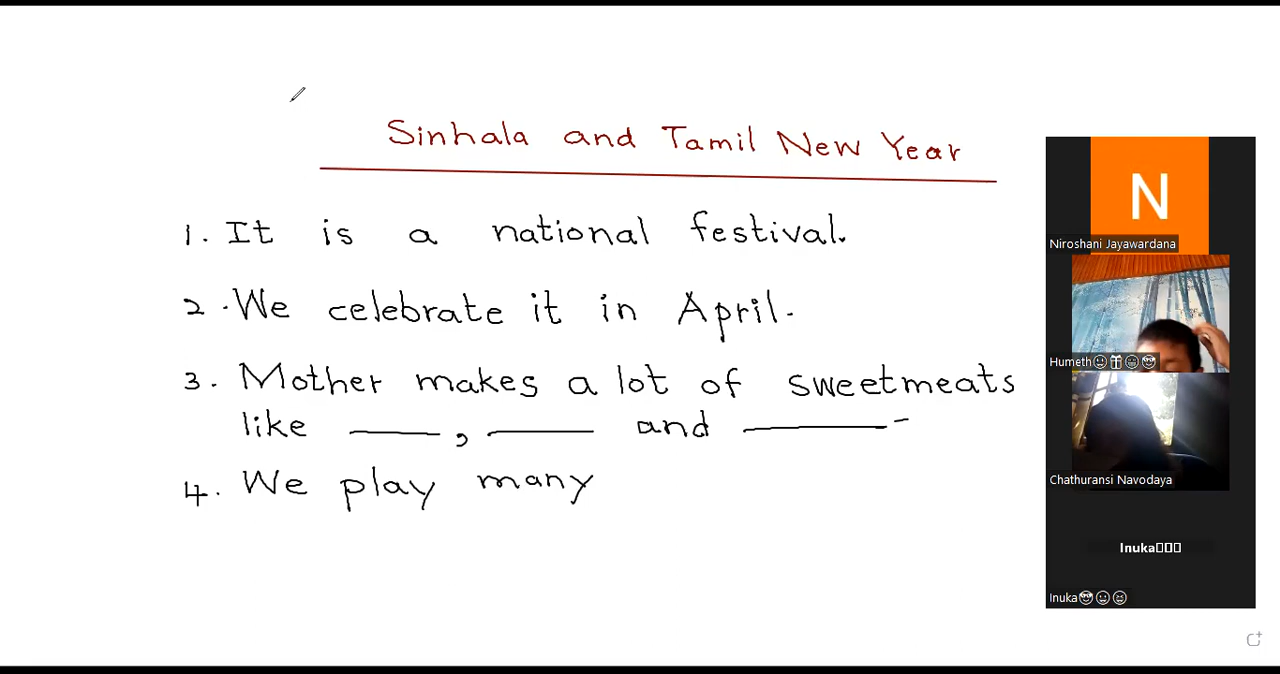 Sinhala and Tamil New Year
1. It is a national festival.
2. We celebrate it in April.
3. Mother makes a lot of sweetmeats
like ____, ____ and ____
4. We play many
N
Niroshani Jayawardana
Humeth
Chathuransi Navodaya
Inuka
Inuka